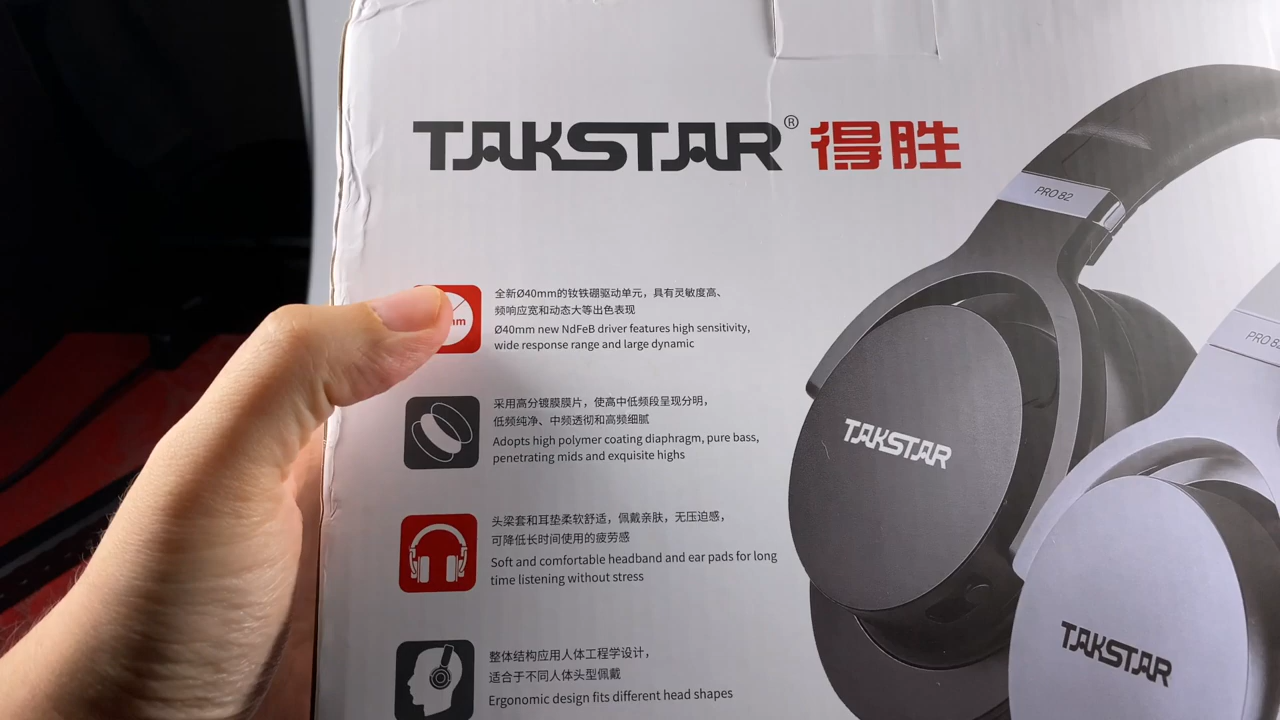 TAKSTAR® 得胜
PRO 82
PRO 82
mm
全新Ø40mm的钕铁硼驱动单元，具有灵敏度高、
频响应宽和动态大等出色表现
Ø40mm new NdFeB driver features high sensitivity,
wide response range and large dynamic
采用高分镀膜膜片，使高中低频段呈现分明，
低频纯净、中频透彻和高频细腻
Adopts high polymer coating diaphragm, pure bass,
penetrating mids and exquisite highs
TAKSTAR
头梁套和耳垫柔软舒适，佩戴亲肤，无压迫感，
可降低长时间使用的疲劳感
Soft and comfortable headband and ear pads for long
time listening without stress
整体结构应用人体工程学设计，
适合于不同人体头型佩戴
Ergonomic design fits different head shapes
TAKSTAR